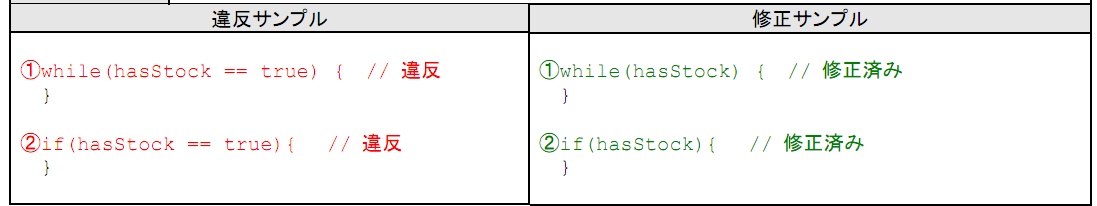 違反サンプル
修正サンプル
①while(hasStock == true) {  // 違反
}
②if(hasStock == true){   // 違反
}
①while(hasStock) {  // 修正済み
}
②if(hasStock){   // 修正済み
}